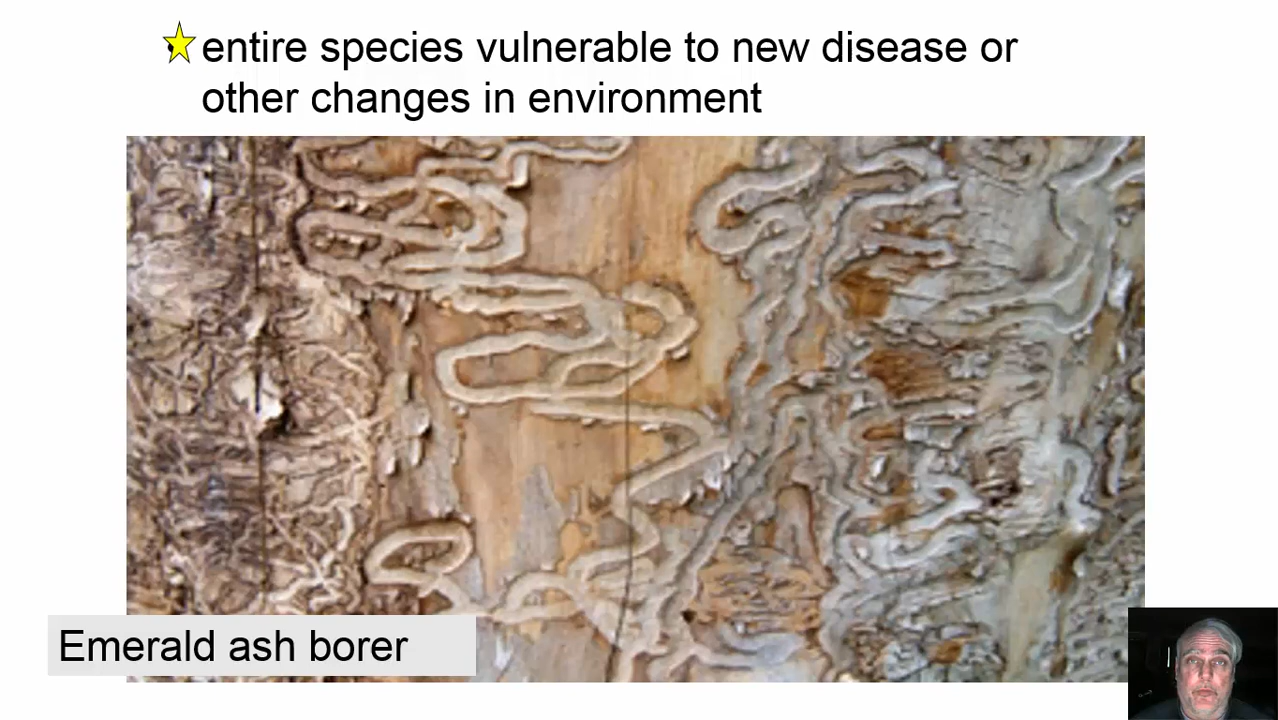 entire species vulnerable to new disease or
other changes in environment
Emerald ash borer